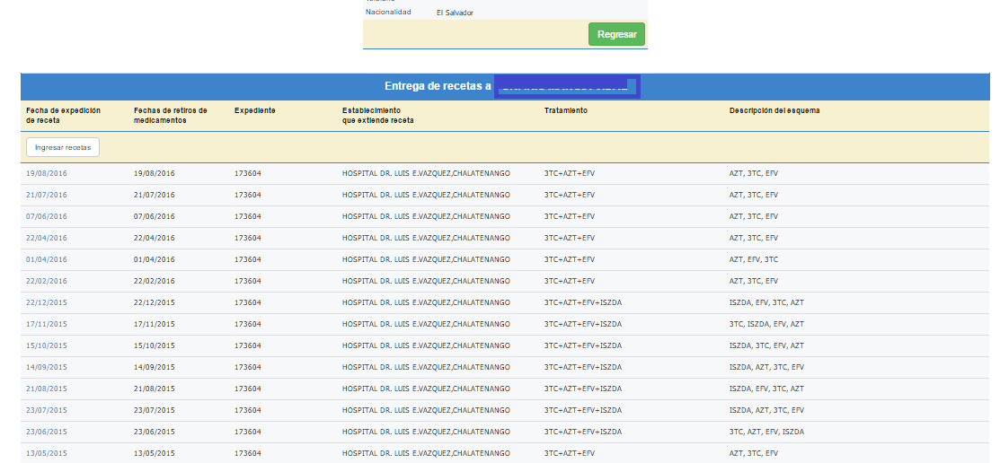 Nacionalidad El Salvador
Regresar
Entrega de recetas a
Fecha de expedición de receta Fechas de retiros de medicamentos Expediente Establecimiento que extiende receta Tratamiento Descripción del esquema
Ingresar recetas
19/08/2016 19/08/2016 173604 HOSPITAL DR. LUIS E.VAZQUEZ,CHALATENANGO 3TC+AZT+EFV AZT, 3TC, EFV
21/07/2016 21/07/2016 173604 HOSPITAL DR. LUIS E.VAZQUEZ,CHALATENANGO 3TC+AZT+EFV AZT, 3TC, EFV
07/06/2016 07/06/2016 173604 HOSPITAL DR. LUIS E.VAZQUEZ,CHALATENANGO 3TC+AZT+EFV AZT, 3TC, EFV
22/04/2016 22/04/2016 173604 HOSPITAL DR. LUIS E.VAZQUEZ,CHALATENANGO 3TC+AZT+EFV AZT, 3TC, EFV
01/04/2016 01/04/2016 173604 HOSPITAL DR. LUIS E.VAZQUEZ,CHALATENANGO 3TC+AZT+EFV AZT, EFV, 3TC
22/02/2016 22/02/2016 173604 HOSPITAL DR. LUIS E.VAZQUEZ,CHALATENANGO 3TC+AZT+EFV AZT, 3TC, EFV
22/12/2015 22/12/2015 173604 HOSPITAL DR. LUIS E.VAZQUEZ,CHALATENANGO 3TC+AZT+EFV+ISZDA ISZDA, EFV, 3TC, AZT
17/11/2015 17/11/2015 173604 HOSPITAL DR. LUIS E.VAZQUEZ,CHALATENANGO 3TC+AZT+EFV+ISZDA 3TC, ISZDA, EFV, AZT
15/10/2015 15/10/2015 173604 HOSPITAL DR. LUIS E.VAZQUEZ,CHALATENANGO 3TC+AZT+EFV+ISZDA ISZDA, 3TC, EFV, AZT
14/09/2015 14/09/2015 173604 HOSPITAL DR. LUIS E.VAZQUEZ,CHALATENANGO 3TC+AZT+EFV+ISZDA ISZDA, AZT, 3TC, EFV
21/08/2015 21/08/2015 173604 HOSPITAL DR. LUIS E.VAZQUEZ,CHALATENANGO 3TC+AZT+EFV+ISZDA ISZDA, EFV, 3TC, AZT
23/07/2015 23/07/2015 173604 HOSPITAL DR. LUIS E.VAZQUEZ,CHALATENANGO 3TC+AZT+EFV+ISZDA ISZDA, AZT, 3TC, EFV
23/06/2015 23/06/2015 173604 HOSPITAL DR. LUIS E.VAZQUEZ,CHALATENANGO 3TC+AZT+EFV+ISZDA 3TC, AZT, EFV, ISZDA
13/05/2015 13/05/2015 173604 HOSPITAL DR. LUIS E.VAZQUEZ,CHALATENANGO 3TC+AZT+EFV AZT, 3TC, EFV